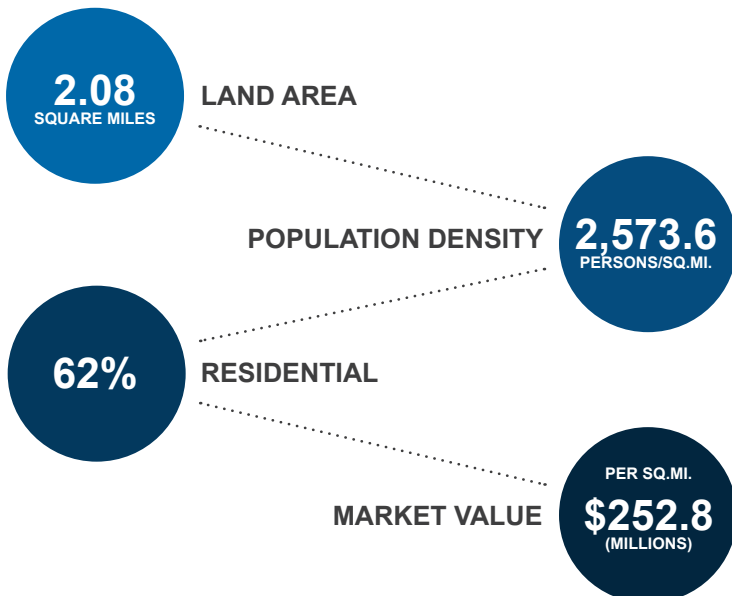 2.08
SQUARE MILES
LAND AREA
POPULATION DENSITY
2,573.6
PERSONS/SQ.MI.
62%
RESIDENTIAL
MARKET VALUE
PER SQ.MI.
$252.8
(MILLIONS)